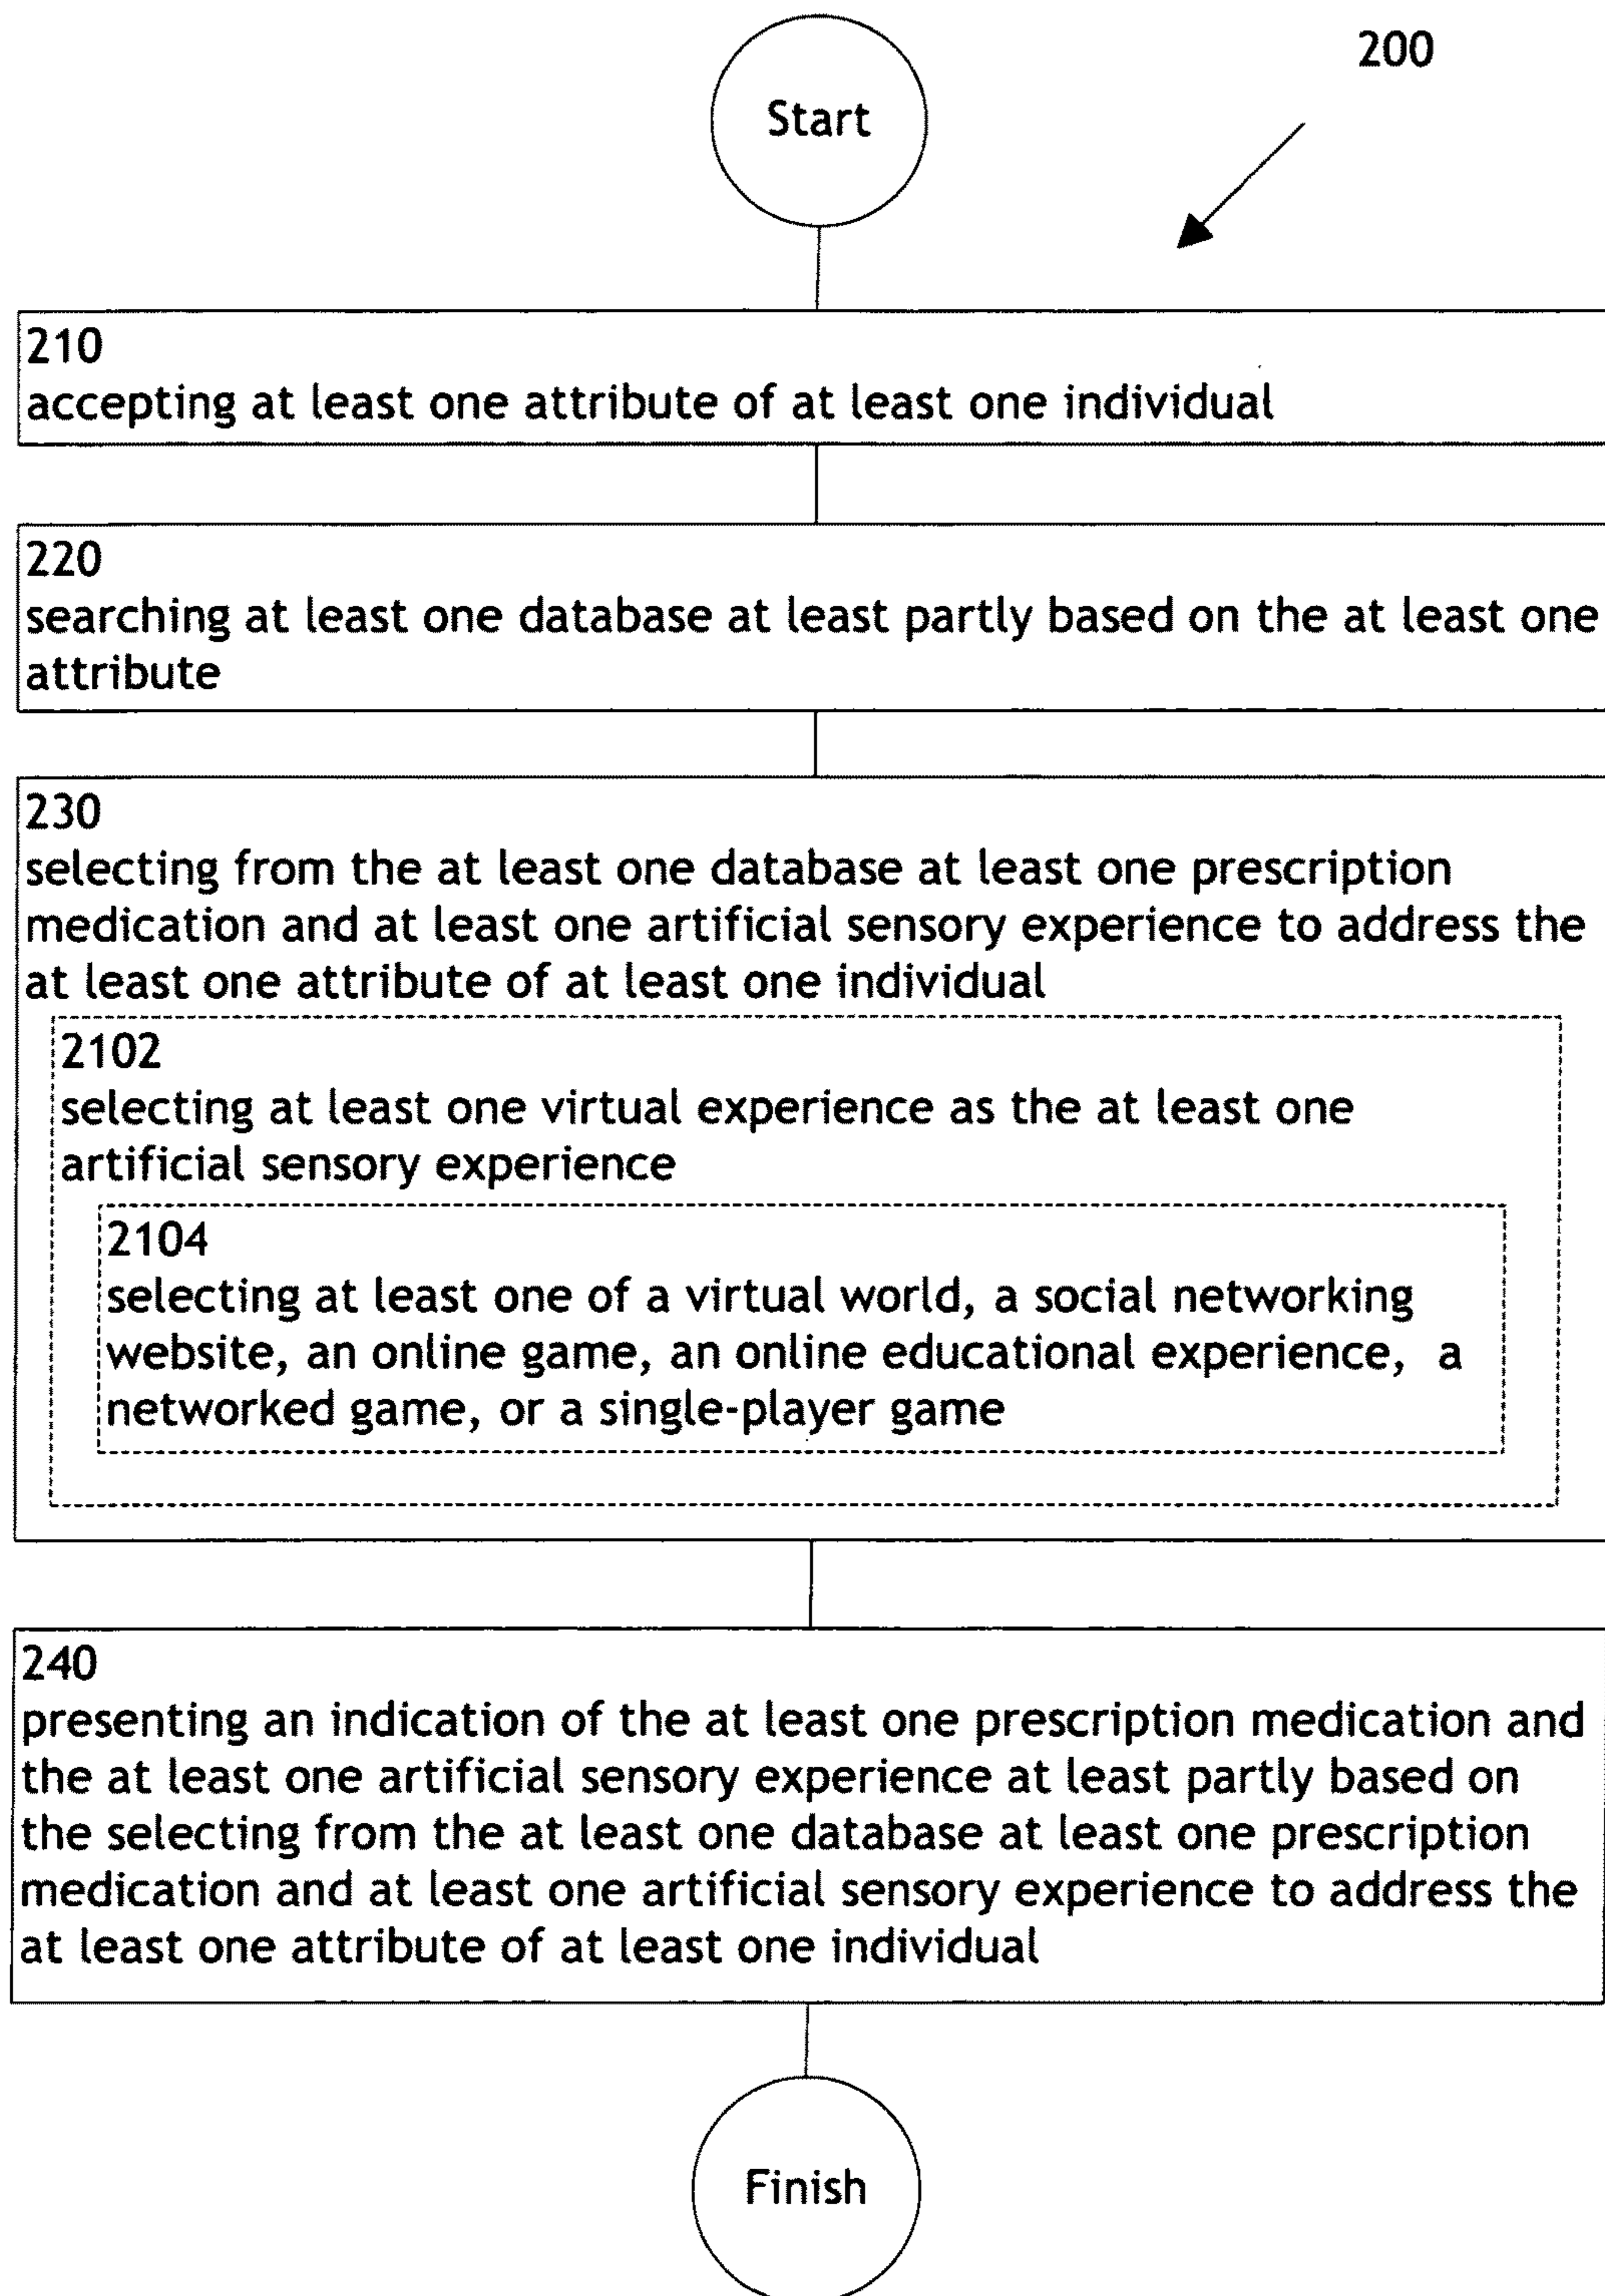 200
Start
210
accepting at least one attribute of at least one individual
220
searching at least one database at least partly based on the at least one
attribute
230
selecting from the at least one database at least one prescription
medication and at least one artificial sensory experience to address the
at least one attribute of at least one individual
2102
selecting at least one virtual experience as the at least one
artificial sensory experience
2104
selecting at least one of a virtual world, a social networking
website, an online game, an online educational experience, a
networked game, or a single-player game
240
presenting an indication of the at least one prescription medication and
the at least one artificial sensory experience at least partly based on
the selecting from the at least one database at least one prescription
medication and at least one artificial sensory experience to address the
at least one attribute of at least one individual
Finish